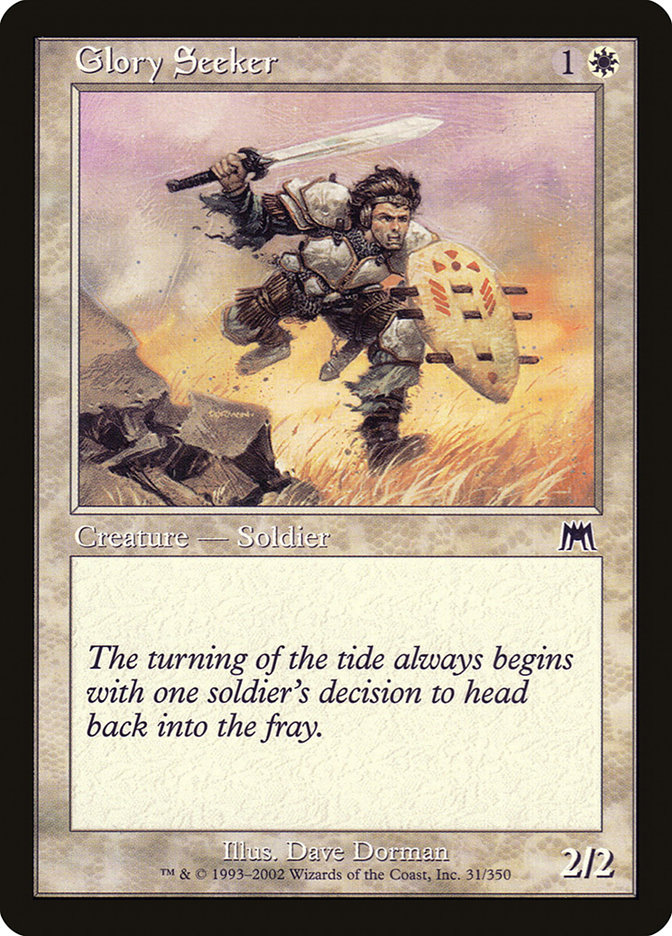 Glory Seeker 1
Creature — Soldier
The turning of the tide always begins
with one soldier's decision to head
back into the fray.
Illus. Dave Dorman
™ & © 1993–2002 Wizards of the Coast, Inc. 31/350
2/2